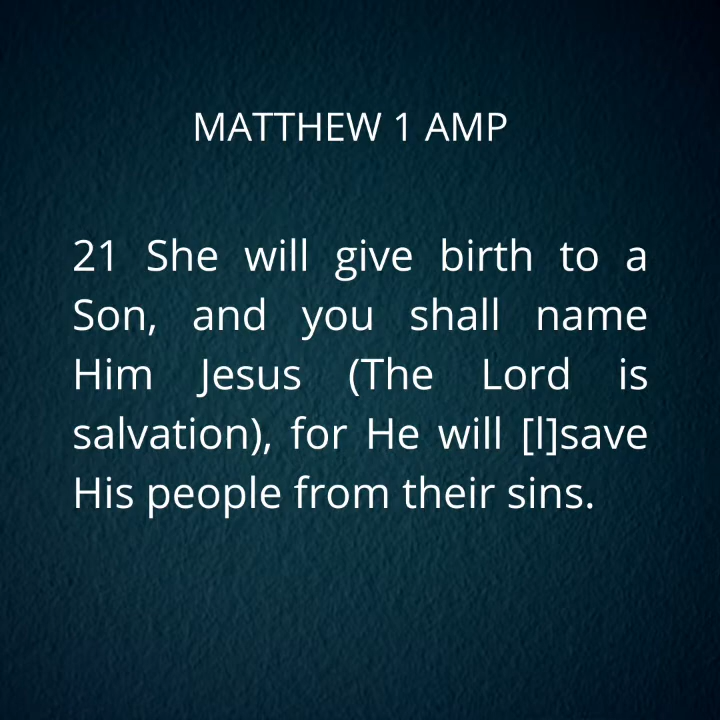 MATTHEW 1 AMP
21 She will give birth to a
Son, and you shall name
Him Jesus (The Lord is
salvation), for He will [l]save
His people from their sins.